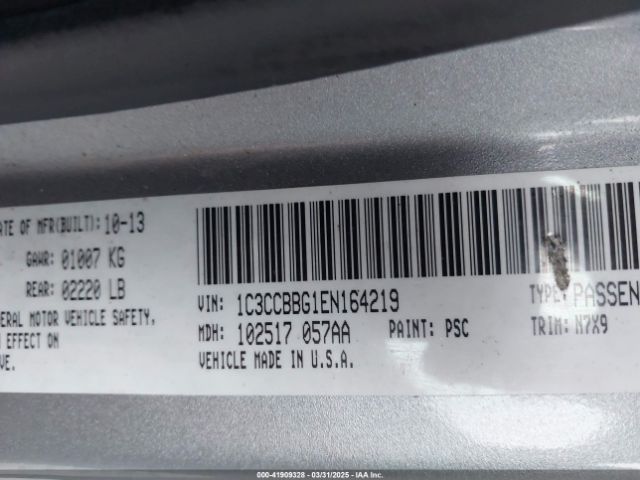 ATE OF MFR(BUILT): 10-13
GAWR: 01007 KG
REAR: 02220 LB
ERAL MOTOR VEHICLE SAFETY,
EFFECT ON
VE.
VIN: 1C3CCBBG1EN164219
TYPE: PASSEN
MDH: 102517 057AA PAINT: PSC TRIM: N7X9
VEHICLE MADE IN U.S.A.
000-41909328 - 03/31/2025 - IAA Inc.